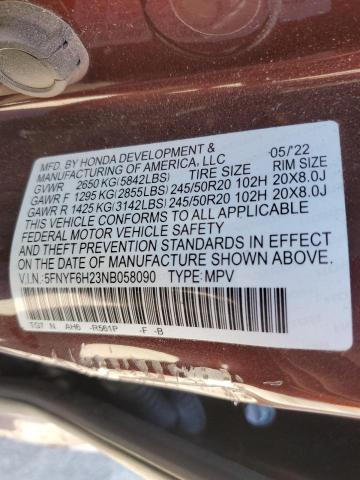 MFD. BY HONDA DEVELOPMENT & 05/'22
MANUFACTURING OF AMERICA, LLC
GVWR 2650 KG(5842LBS) TIRE SIZE RIM SIZE
GAWR F 1295 KG(2855LBS) 245/50R20 102H 20X8.0J
GAWR R 1425 KG(3142LBS) 245/50R20 102H 20X8.0J
THIS VEHICLE CONFORMS TO ALL APPLICABLE
FEDERAL MOTOR VEHICLE SAFETY
AND THEFT PREVENTION STANDARDS IN EFFECT
ON THE DATE OF MANUFACTURE SHOWN ABOVE.
V.I.N.:5FNYF6H23NB058090 TYPE:MPV
TG7 N AH6 -R561P -F -B